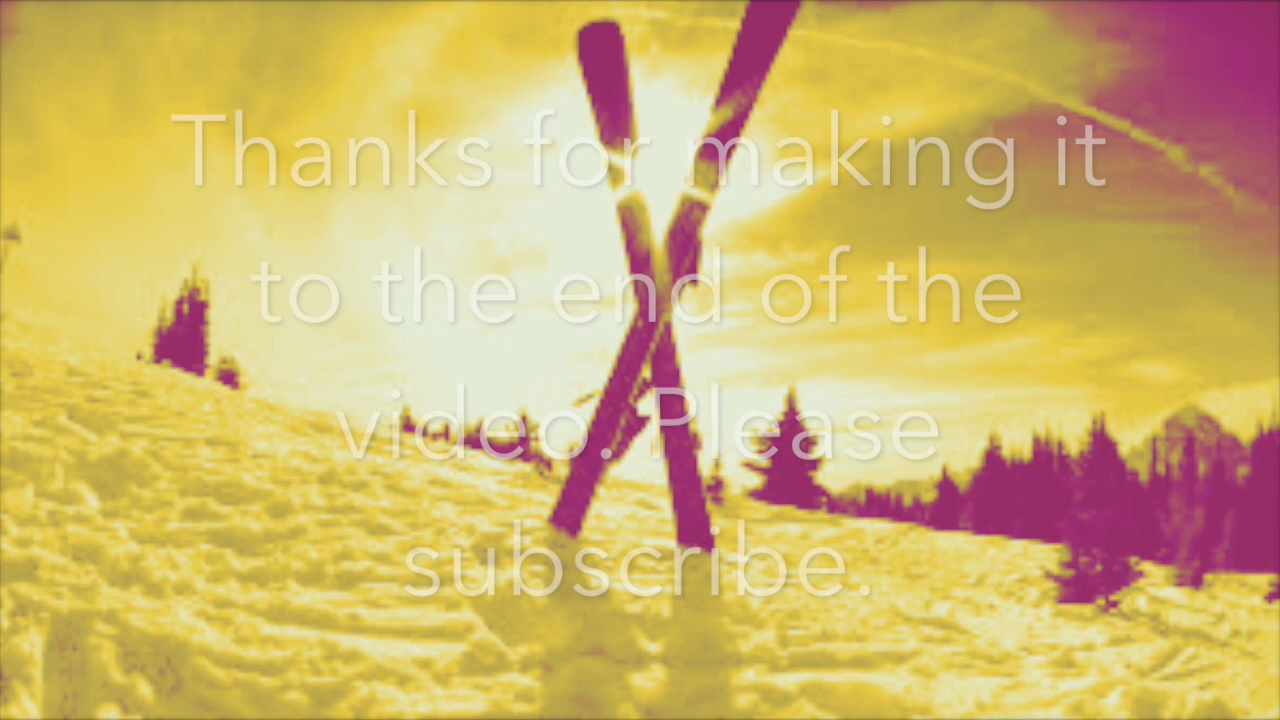 Thanks for making it
to the end of the
video. Please
subscribe.